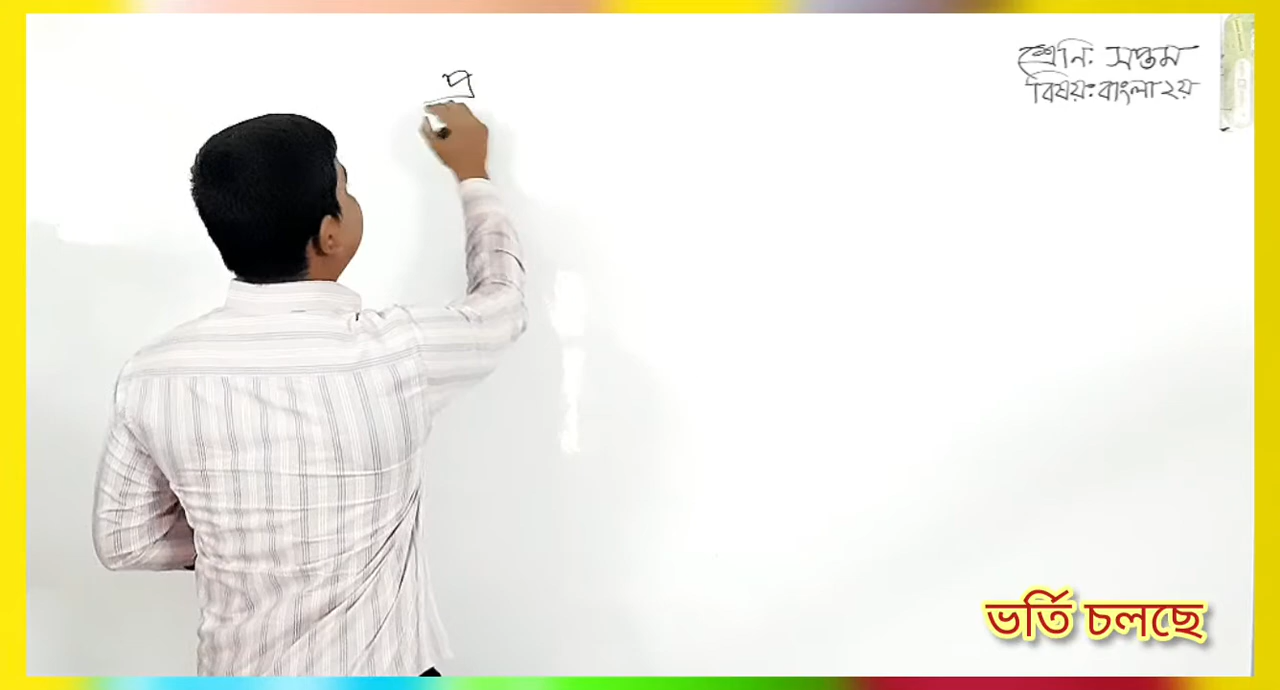 প্র
শ্রেনি: সপ্তম
বিষয়: বাংলা ২য়
ভর্তি চলছে